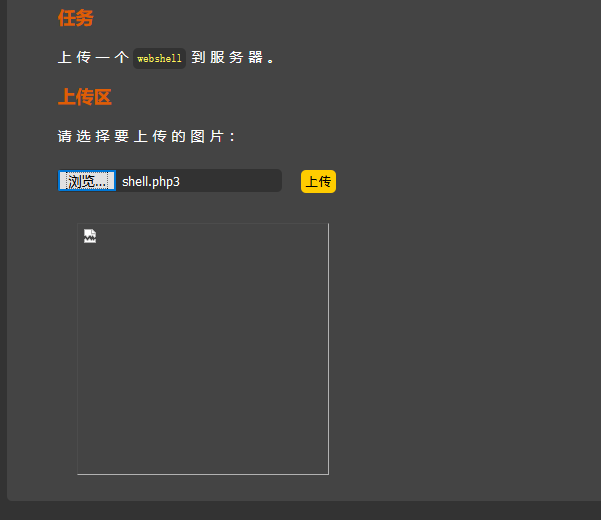 任务
上传一个 webshell 到服务器。
上传区
请选择要上传的图片：
浏览... shell.php3 上传